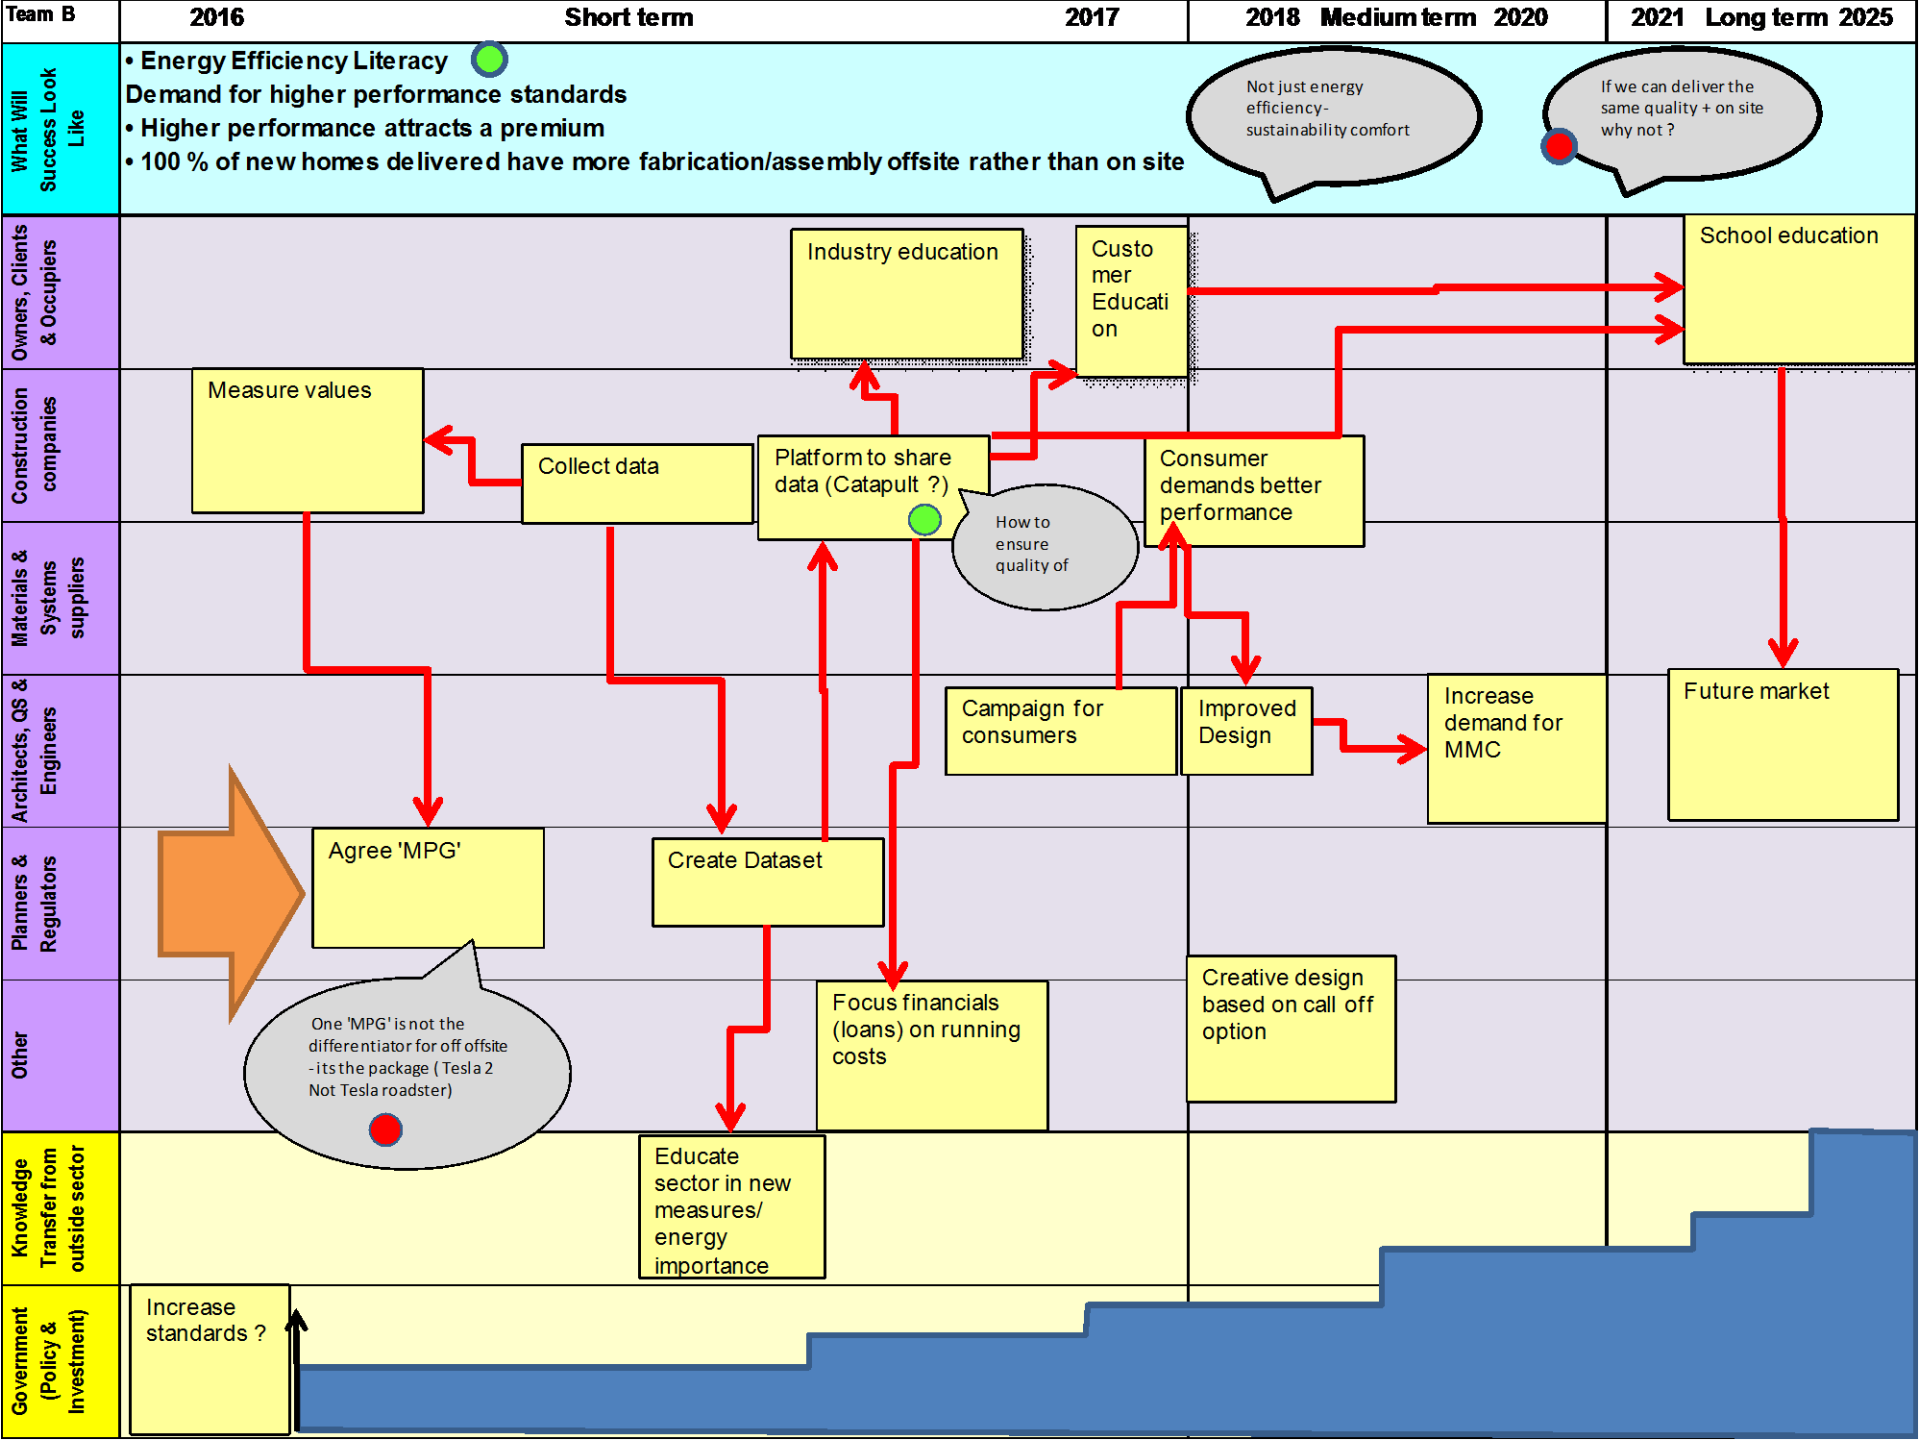 Team B
2016 Short term 2017 2018 Medium term 2020 2021 Long term 2025
What Will
Success Look
Like
• Energy Efficiency Literacy
Demand for higher performance standards
• Higher performance attracts a premium
• 100 % of new homes delivered have more fabrication/assembly offsite rather than on site
Not just energy
efficiency-
sustainability comfort
If we can deliver the
same quality + on site
why not ?
Owners, Clients
& Occupiers
Industry education
Custo
mer
Educati
on
School education
Construction
companies
Measure values
Collect data
Platform to share
data (Catapult ?)
Consumer
demands better
performance
How to
ensure
quality of
Materials &
Systems
suppliers
Architects, QS &
Engineers
Campaign for
consumers
Improved
Design
Increase
demand for
MMC
Future market
Planners &
Regulators
Agree 'MPG'
Create Dataset
Other
One 'MPG' is not the
differentiator for off offsite
- its the package ( Tesla 2
Not Tesla roadster)
Focus financials
(loans) on running
costs
Creative design
based on call off
option
Knowledge
Transfer from
outside sector
Educate
sector in new
measures/
energy
importance
Government
(Policy &
Investment)
Increase
standards ?